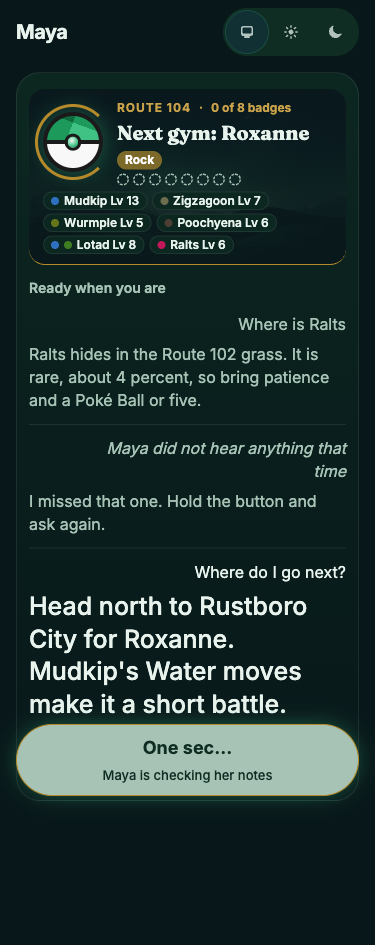 Maya
ROUTE 104 · 0 of 8 badges
Next gym: Roxanne
Rock
Mudkip Lv 13
Zigzagoon Lv 7
Wurmple Lv 5
Poochyena Lv 6
Lotad Lv 8
Ralts Lv 6
Ready when you are
Where is Ralts
Ralts hides in the Route 102 grass. It is
rare, about 4 percent, so bring patience
and a Poké Ball or five.
Maya did not hear anything that
time
I missed that one. Hold the button and
ask again.
Where do I go next?
Head north to Rustboro
City for Roxanne.
Mudkip's Water moves
make it a short battle.
One sec...
Maya is checking her notes